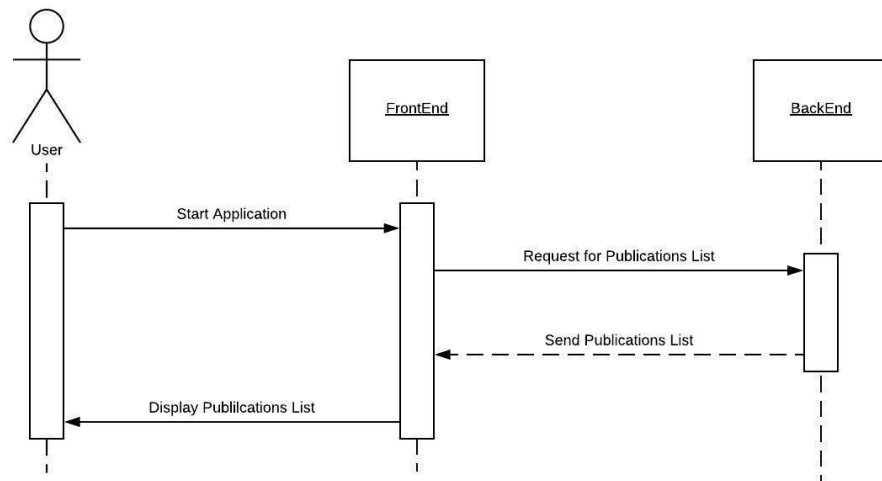 FrontEnd
BackEnd
User
Start Application
Request for Publications List
Send Publications List
Display Publilcations List